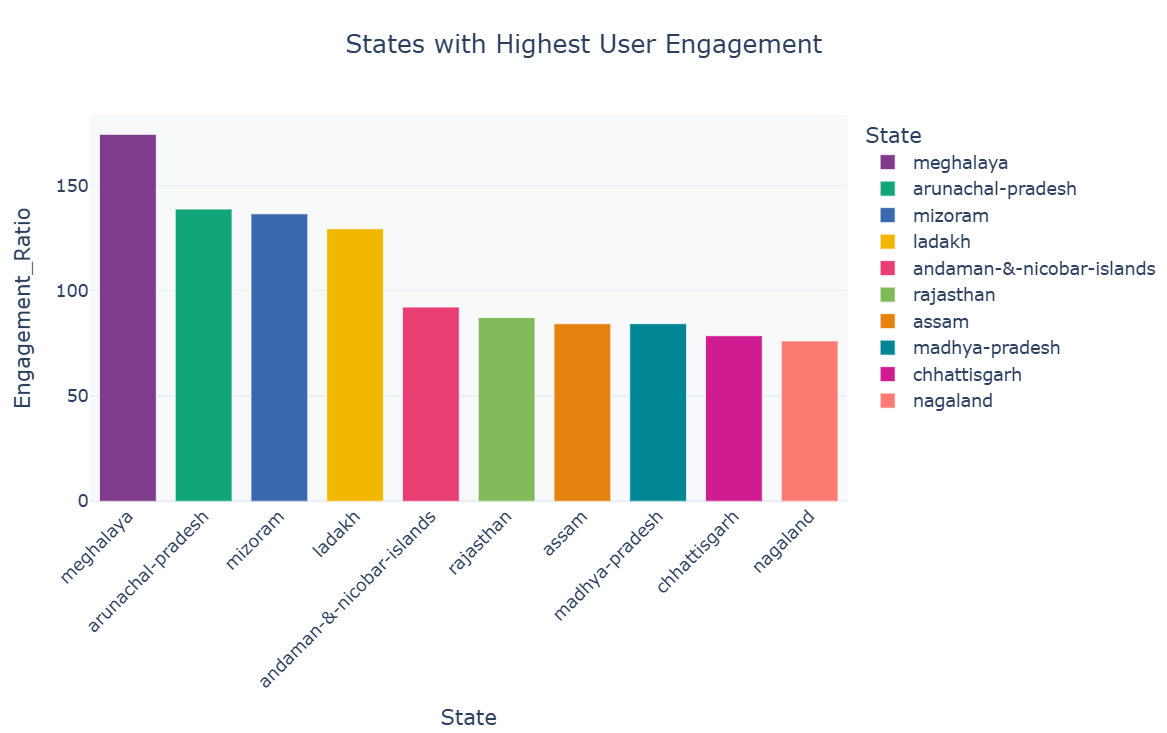 States with Highest User Engagement
Engagement_Ratio
150
100
50
0
meghalaya
arunachal-pradesh
mizoram
ladakh
andaman-&-nicobar-islands
rajasthan
assam
madhya-pradesh
chhattisgarh
nagaland
State
State
meghalaya
arunachal-pradesh
mizoram
ladakh
andaman-&-nicobar-islands
rajasthan
assam
madhya-pradesh
chhattisgarh
nagaland